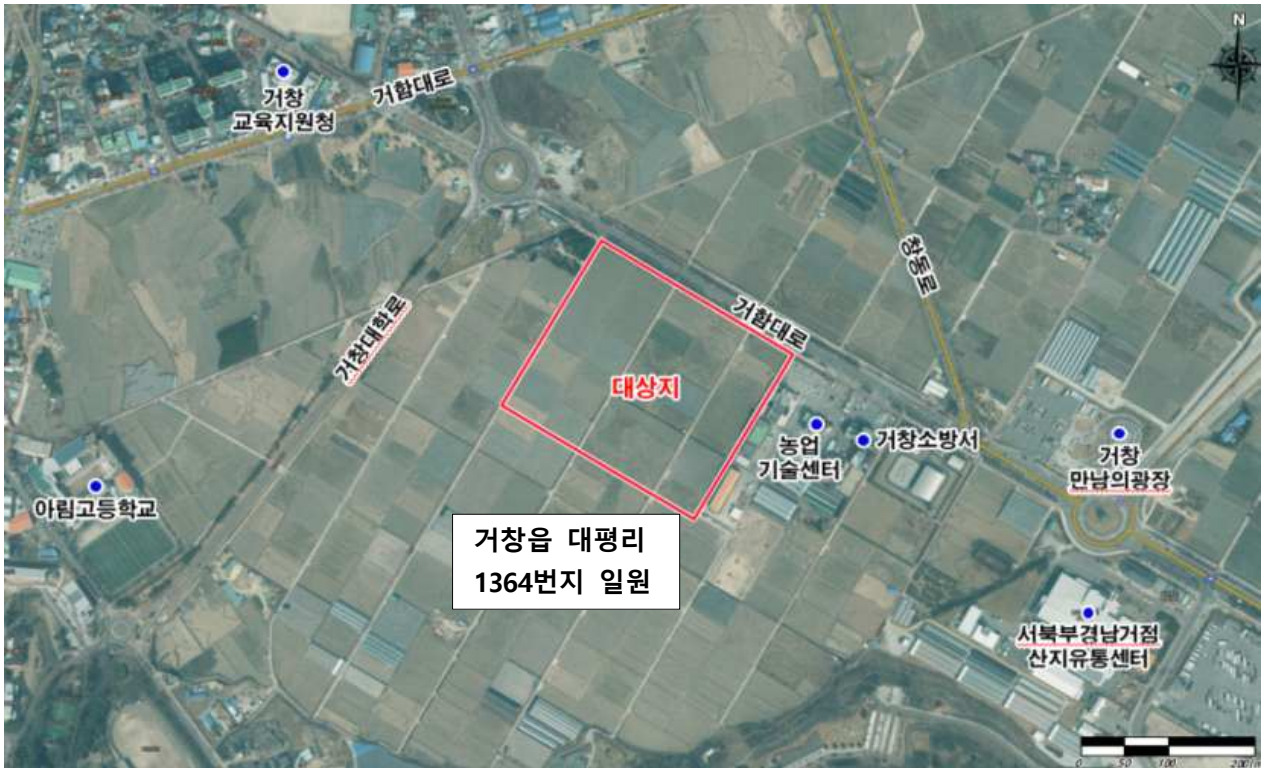 N
거창
교육지원청
거함대로
거창대학로
거함대로
창동로
대상지
농업
기술센터
거창소방서
거창
만남의광장
아림고등학교
거창읍 대평리
1364번지 일원
서북부경남거점
산지유통센터
0 50 100 200m